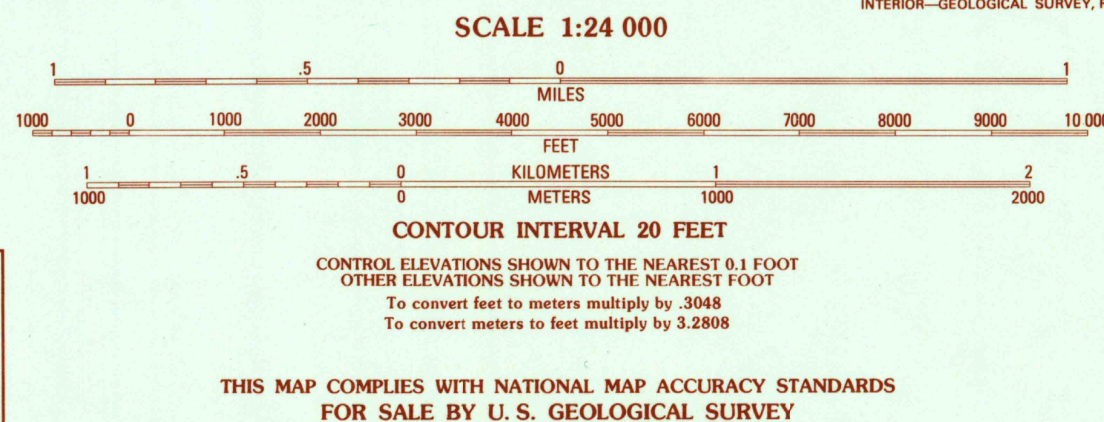 INTERIOR—GEOLOGICAL SURVEY,
SCALE 1:24 000
1 .5 0 1
MILES
1000 0 1000 2000 3000 4000 5000 6000 7000 8000 9000 10 000
FEET
1 .5 0 KILOMETERS 1 2
1000 0 METERS 1000 2000
CONTOUR INTERVAL 20 FEET
CONTROL ELEVATIONS SHOWN TO THE NEAREST 0.1 FOOT
OTHER ELEVATIONS SHOWN TO THE NEAREST FOOT
To convert feet to meters multiply by .3048
To convert meters to feet multiply by 3.2808
THIS MAP COMPLIES WITH NATIONAL MAP ACCURACY STANDARDS
FOR SALE BY U. S. GEOLOGICAL SURVEY